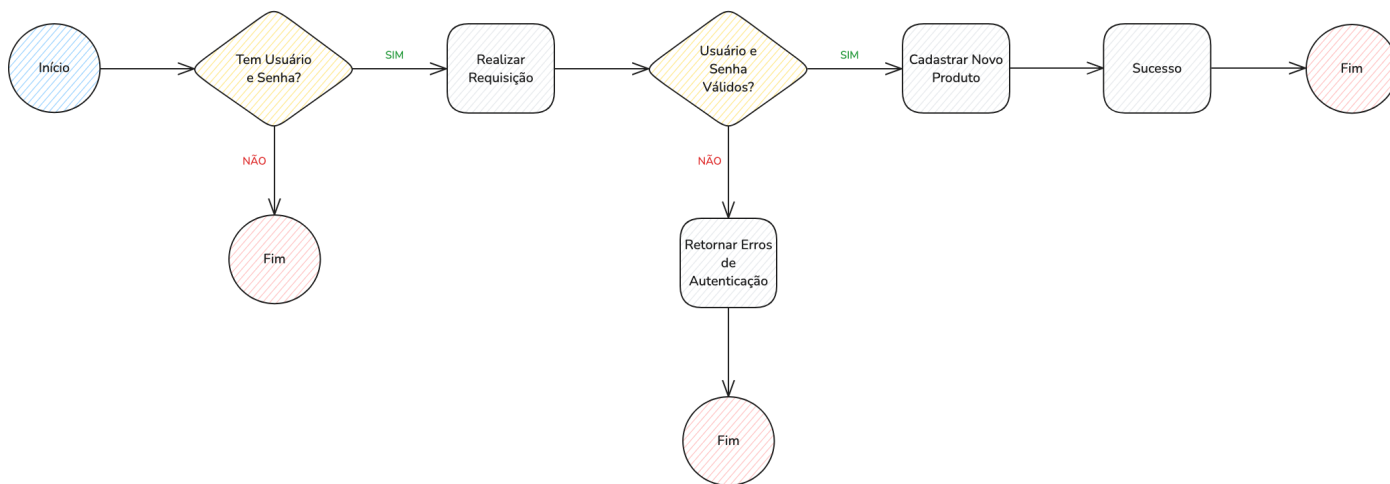 Início
Tem Usuário
e Senha?
SIM
Realizar
Requisição
Usuário e
Senha
Válidos?
SIM
Cadastrar Novo
Produto
Sucesso
Fim
NÃO
NÃO
Fim
Retornar Erros
de
Autenticação
Fim